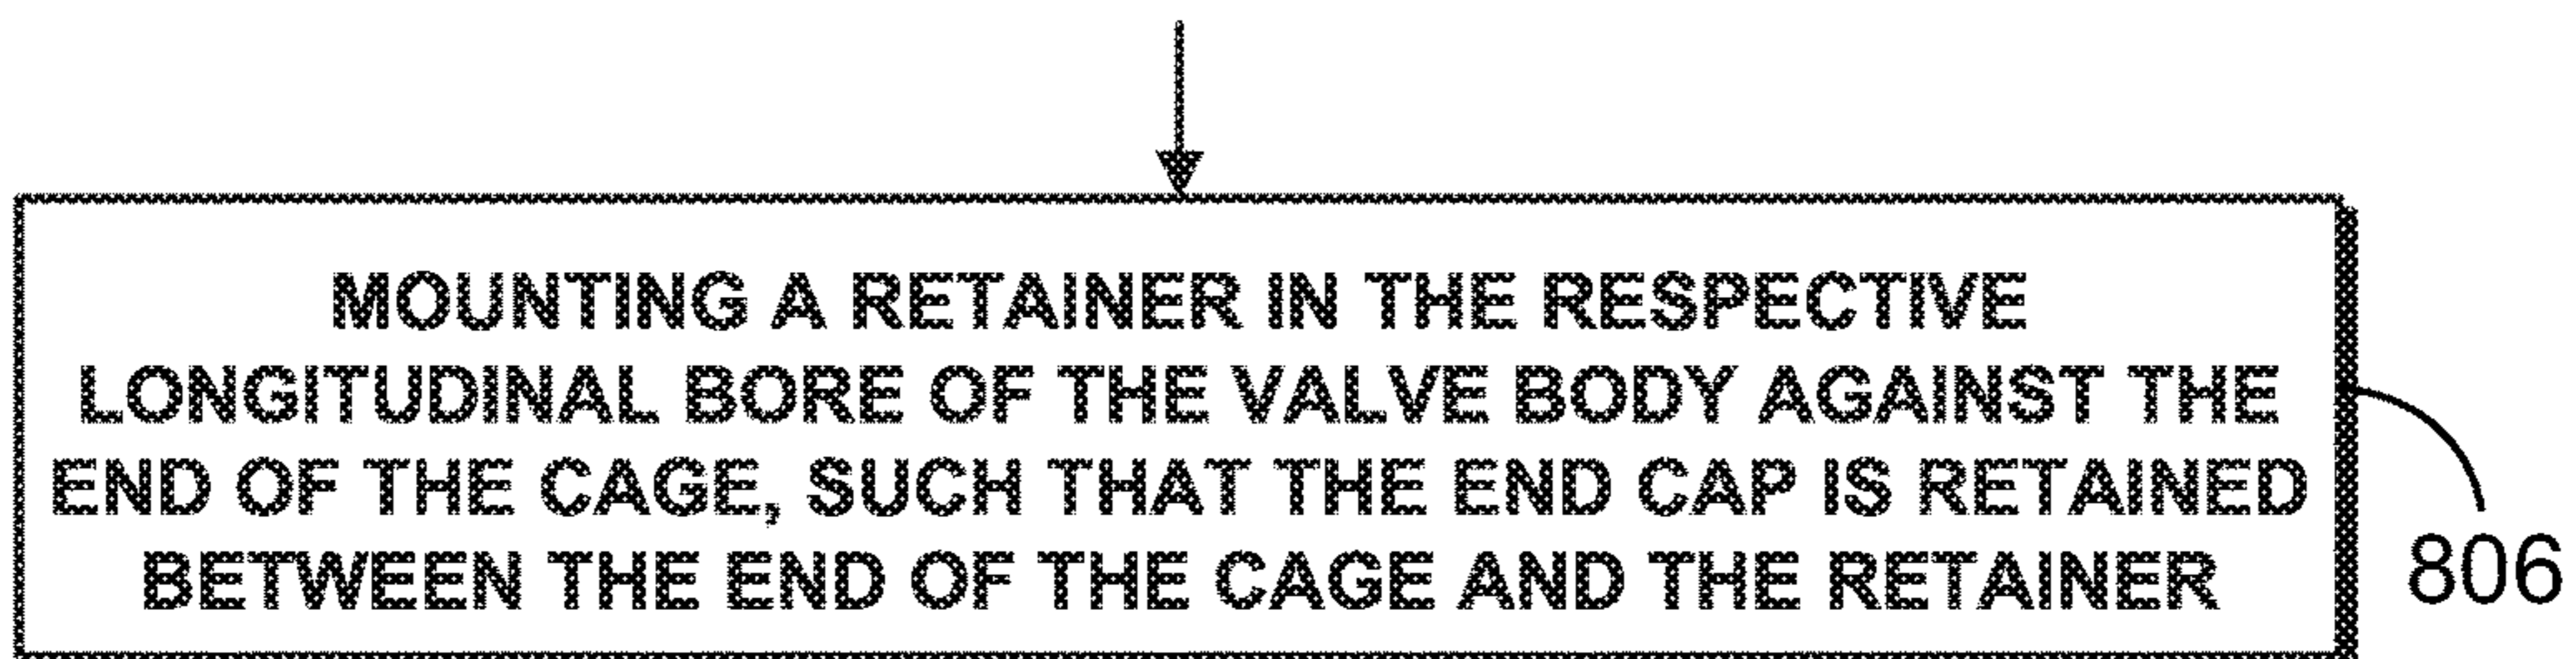 MOUNTING A RETAINER IN THE RESPECTIVE
LONGITUDINAL BORE OF THE VALVE BODY AGAINST THE
END OF THE CAGE, SUCH THAT THE END CAP IS RETAINED
BETWEEN THE END OF THE CAGE AND THE RETAINER
806